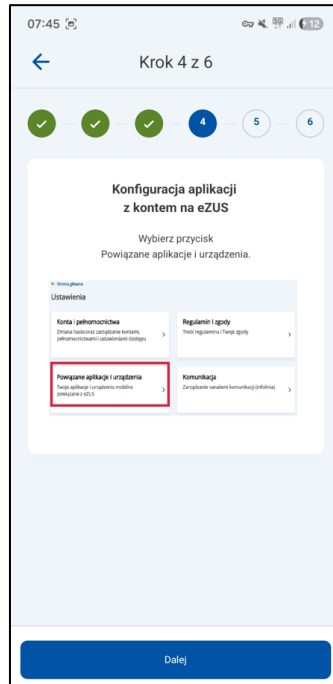 07:45
5G 12
Krok 4 z 6
4 5 6
Konfiguracja aplikacji
z kontem na eZUS
Wybierz przycisk
Powiązane aplikacje i urządzenia.
← Strona główna
Ustawienia
Konta i pełnomocnictwa
Zmiana hasła oraz zarządzanie kontami,
pełnomocnictwami i ustawieniami dostępu
Regulamin i zgody
Treść regulaminu i Twoje zgody
Powiązane aplikacje i urządzenia
Twoje aplikacje i urządzenia mobilne
powiązane z eZUS
Komunikacja
Zarządzanie kanałami komunikacji (infolinia)
Dalej